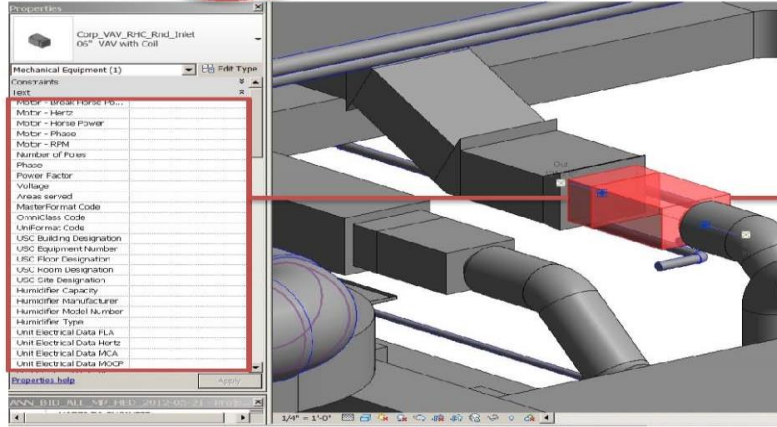 Properties
Corp_VAV_RHC_Rnd_Inlet
06" VAV with Coil
Mechanical Equipment (1)
Edit Type
Constraints
Text
Motor - Break Horse Po...
Motor - Hertz
Motor - Horse Power
Motor - Phase
Motor - RPM
Number of Poles
Phase
Power Factor
Voltage
Areas served
MasterFormat Code
OmniClass Code
UniFormat Code
USC Building Designation
USC Equipment Number
USC Floor Designation
USC Room Designation
USC Site Designation
Humidifier Capacity
Humidifier Manufacturer
Humidifier Model Number
Humidifier Type
Unit Electrical Data FLA
Unit Electrical Data Hertz
Unit Electrical Data MCA
Unit Electrical Data MOCP
Properties help
Apply
Out
1/4" = 1'-0"